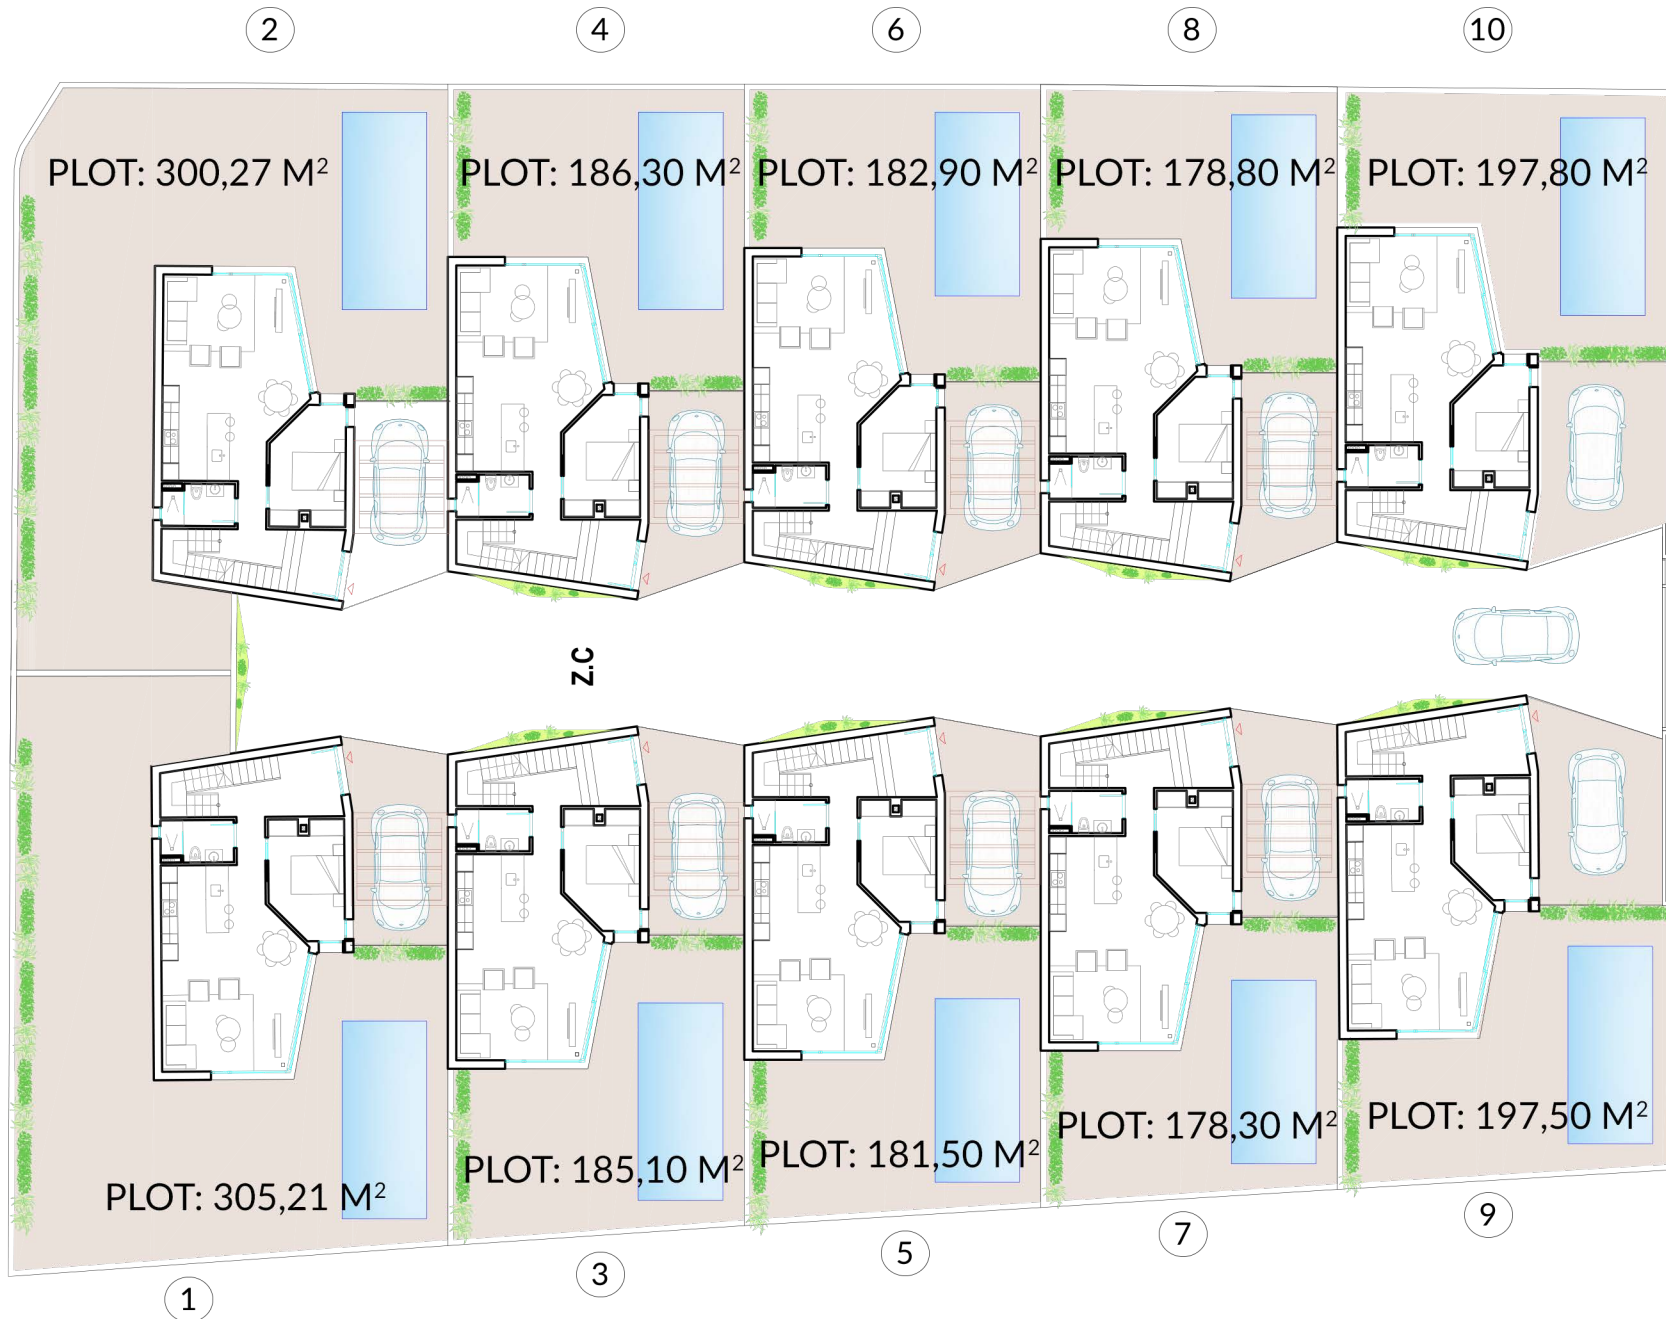 2
4
6
8
10
PLOT: 300,27 M²
PLOT: 186,30 M²
PLOT: 182,90 M²
PLOT: 178,80 M²
PLOT: 197,80 M²
Z.C
PLOT: 305,21 M²
PLOT: 185,10 M²
PLOT: 181,50 M²
PLOT: 178,30 M²
PLOT: 197,50 M²
1
3
5
7
9